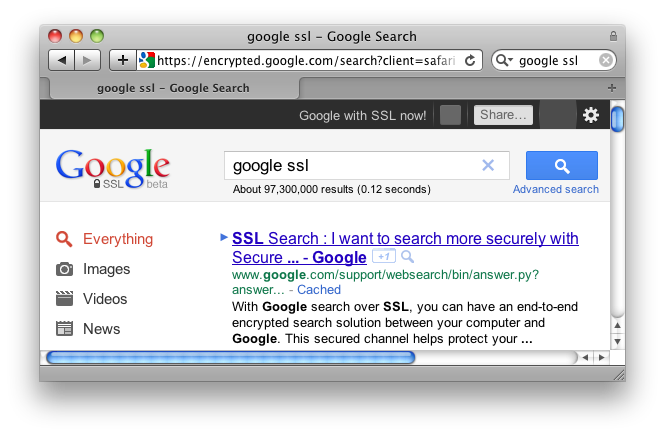 google ssl – Google Search
https://encrypted.google.com/search?client=safari
google ssl
google ssl – Google Search
Google with SSL now!
Share…
Google
SSL beta
google ssl
About 97,300,000 results (0.12 seconds)
Advanced search
Everything
Images
Videos
News
SSL Search : I want to search more securely with
Secure ... - Google +1
www.google.com/support/websearch/bin/answer.py?
answer... - Cached
With Google search over SSL, you can have an end-to-end
encrypted search solution between your computer and
Google. This secured channel helps protect your ...